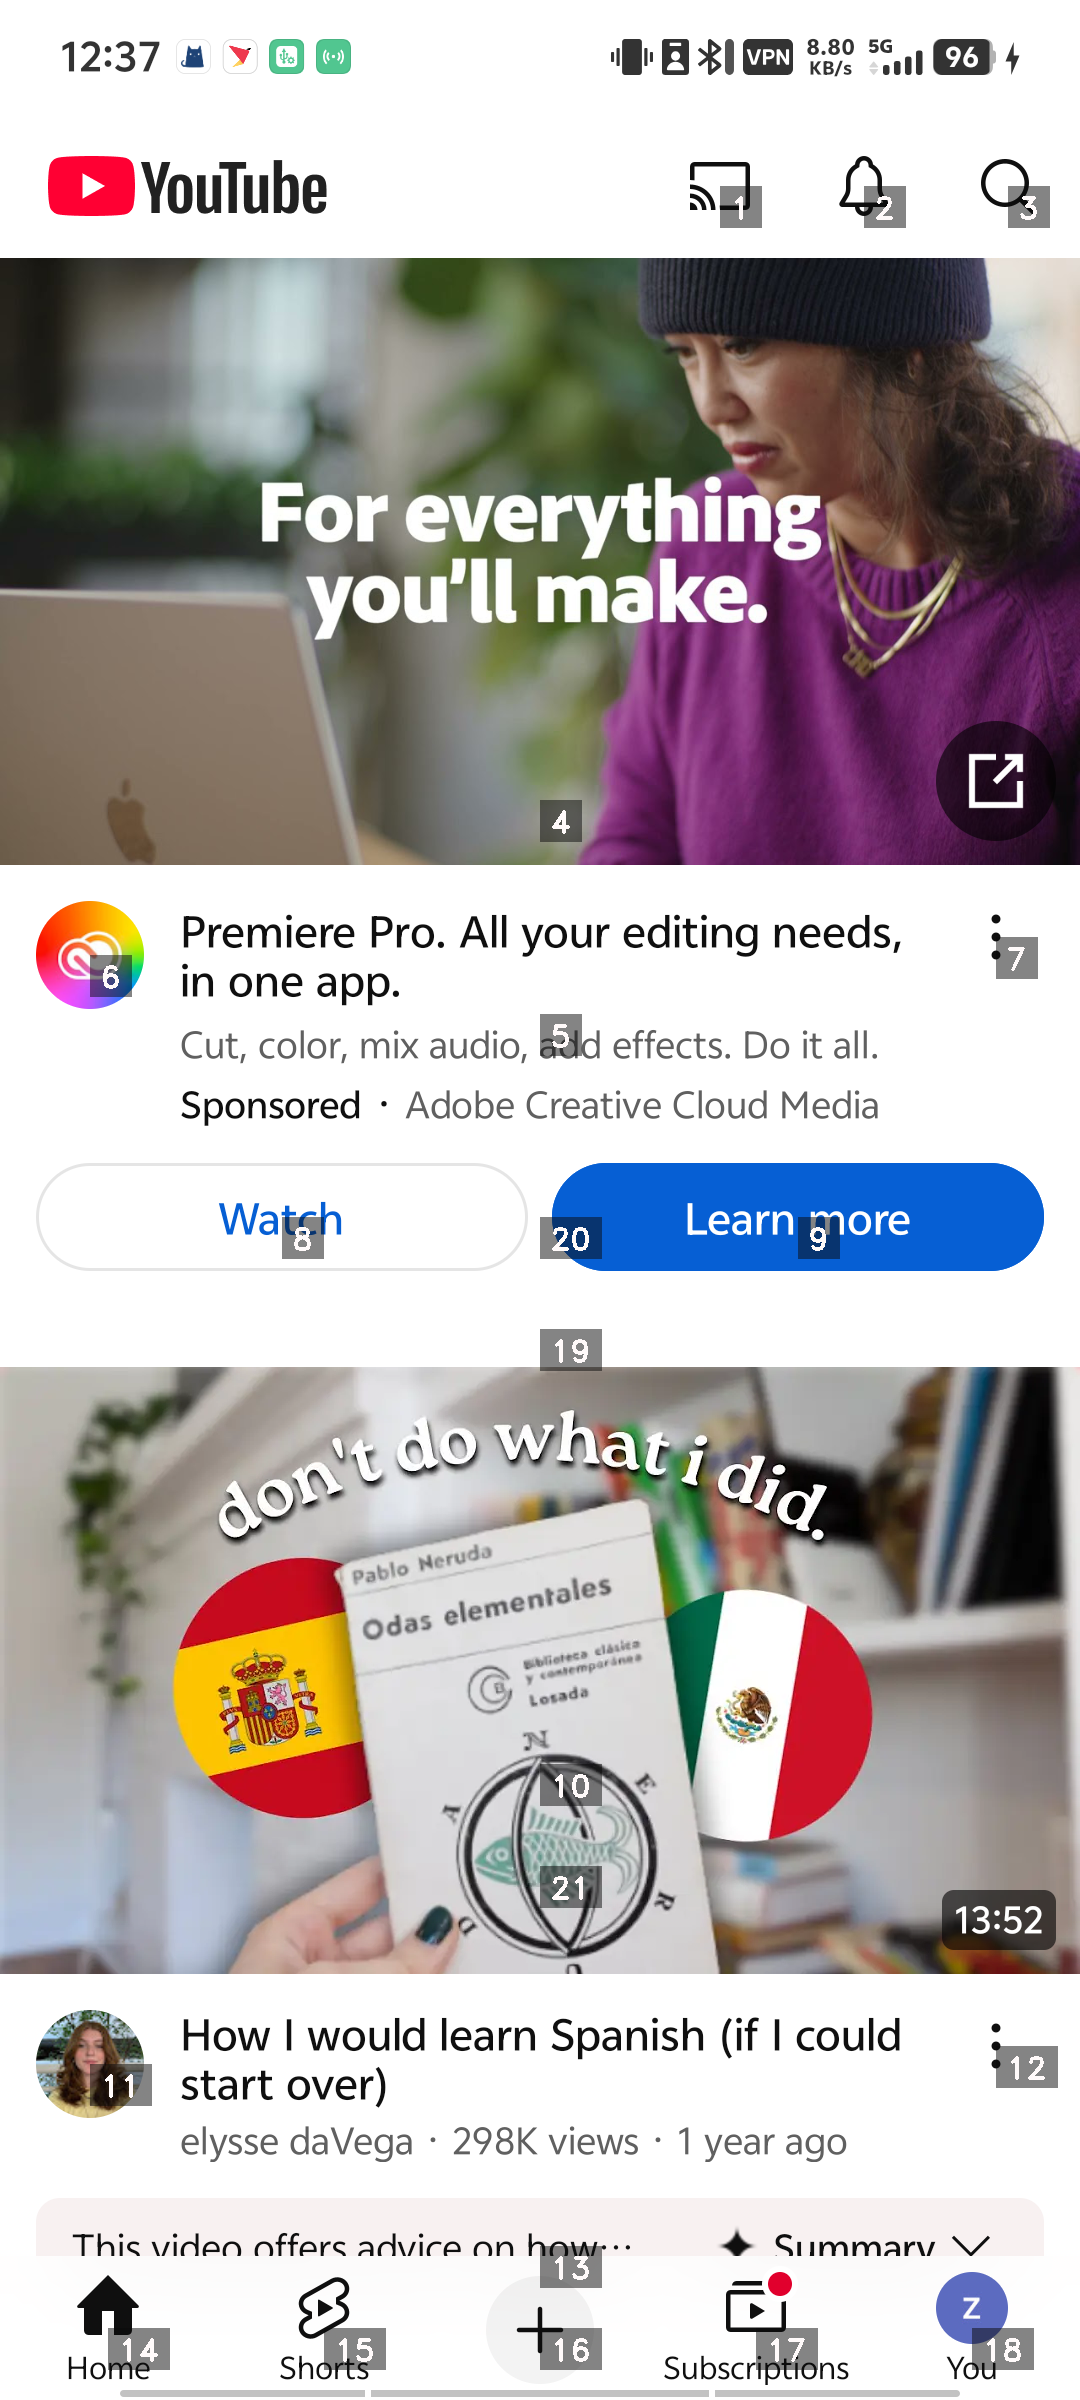 12:37
VPN
8.80 KB/s
5G
96
YouTube
1
2
3
For everything
you'll make.
4
Premiere Pro. All your editing needs,
in one app.
6
7
Cut, color, mix audio, add effects. Do it all.
5
Sponsored · Adobe Creative Cloud Media
Watch
8
20
Learn more
9
19
don't do what i did.
Pablo Neruda
Odas elementales
Biblioteca clásica
y contemporánea
Losada
N
A
E
10
21
D
R
13:52
How I would learn Spanish (if I could
start over)
11
12
elysse daVega · 298K views · 1 year ago
This video offers advice on how...
Summary
13
Z
14
15
16
17
18
Home
Shorts
Subscriptions
You